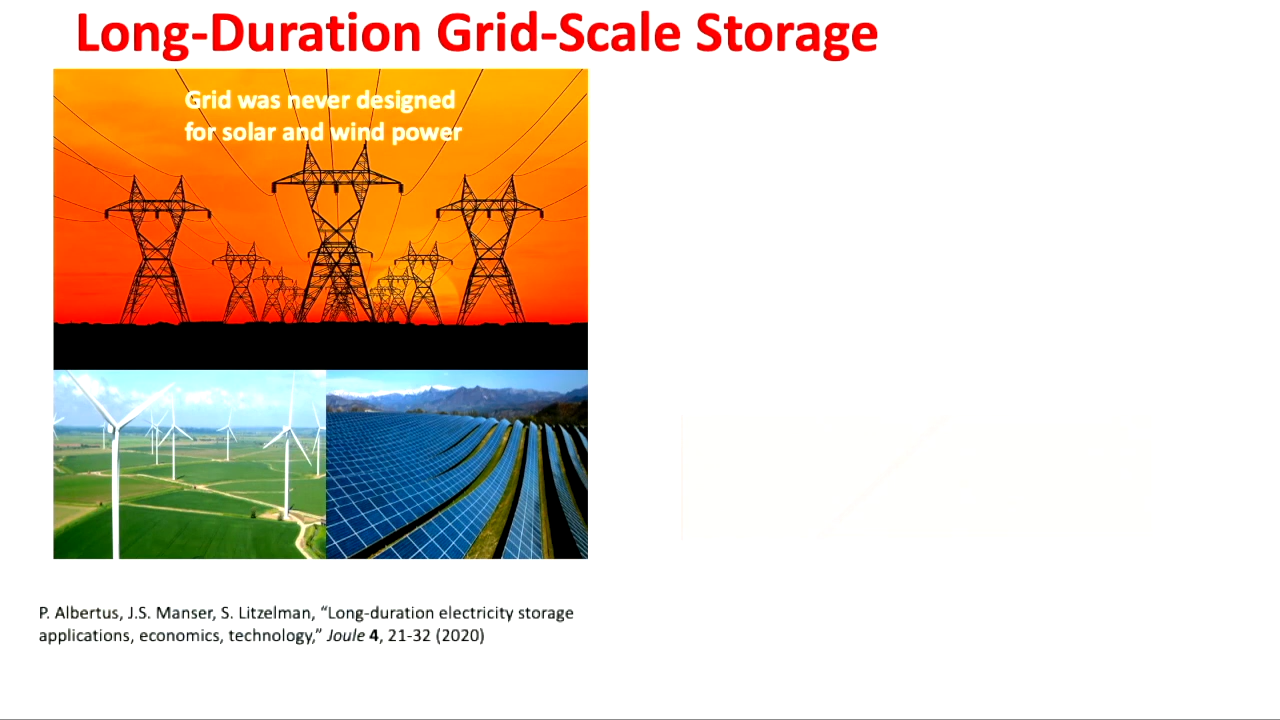 Long-Duration Grid-Scale Storage
Grid was never designed
for solar and wind power
P. Albertus, J.S. Manser, S. Litzelman, “Long-duration electricity storage
applications, economics, technology,” Joule 4, 21-32 (2020)